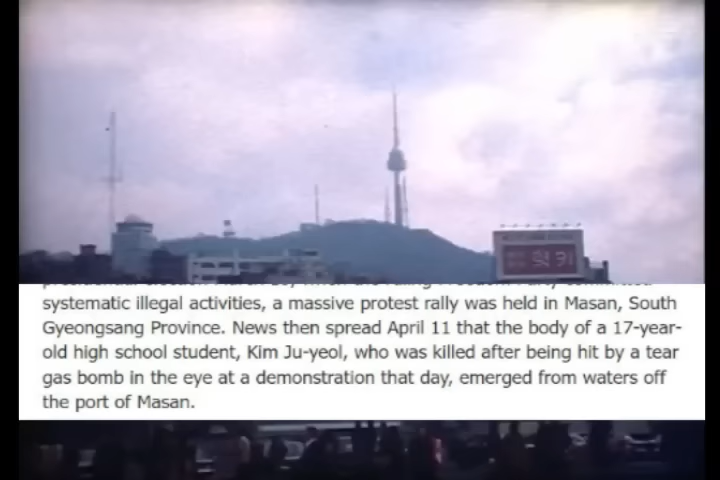 systematic illegal activities, a massive protest rally was held in Masan, South
Gyeongsang Province. News then spread April 11 that the body of a 17-year-
old high school student, Kim Ju-yeol, who was killed after being hit by a tear
gas bomb in the eye at a demonstration that day, emerged from waters off
the port of Masan.